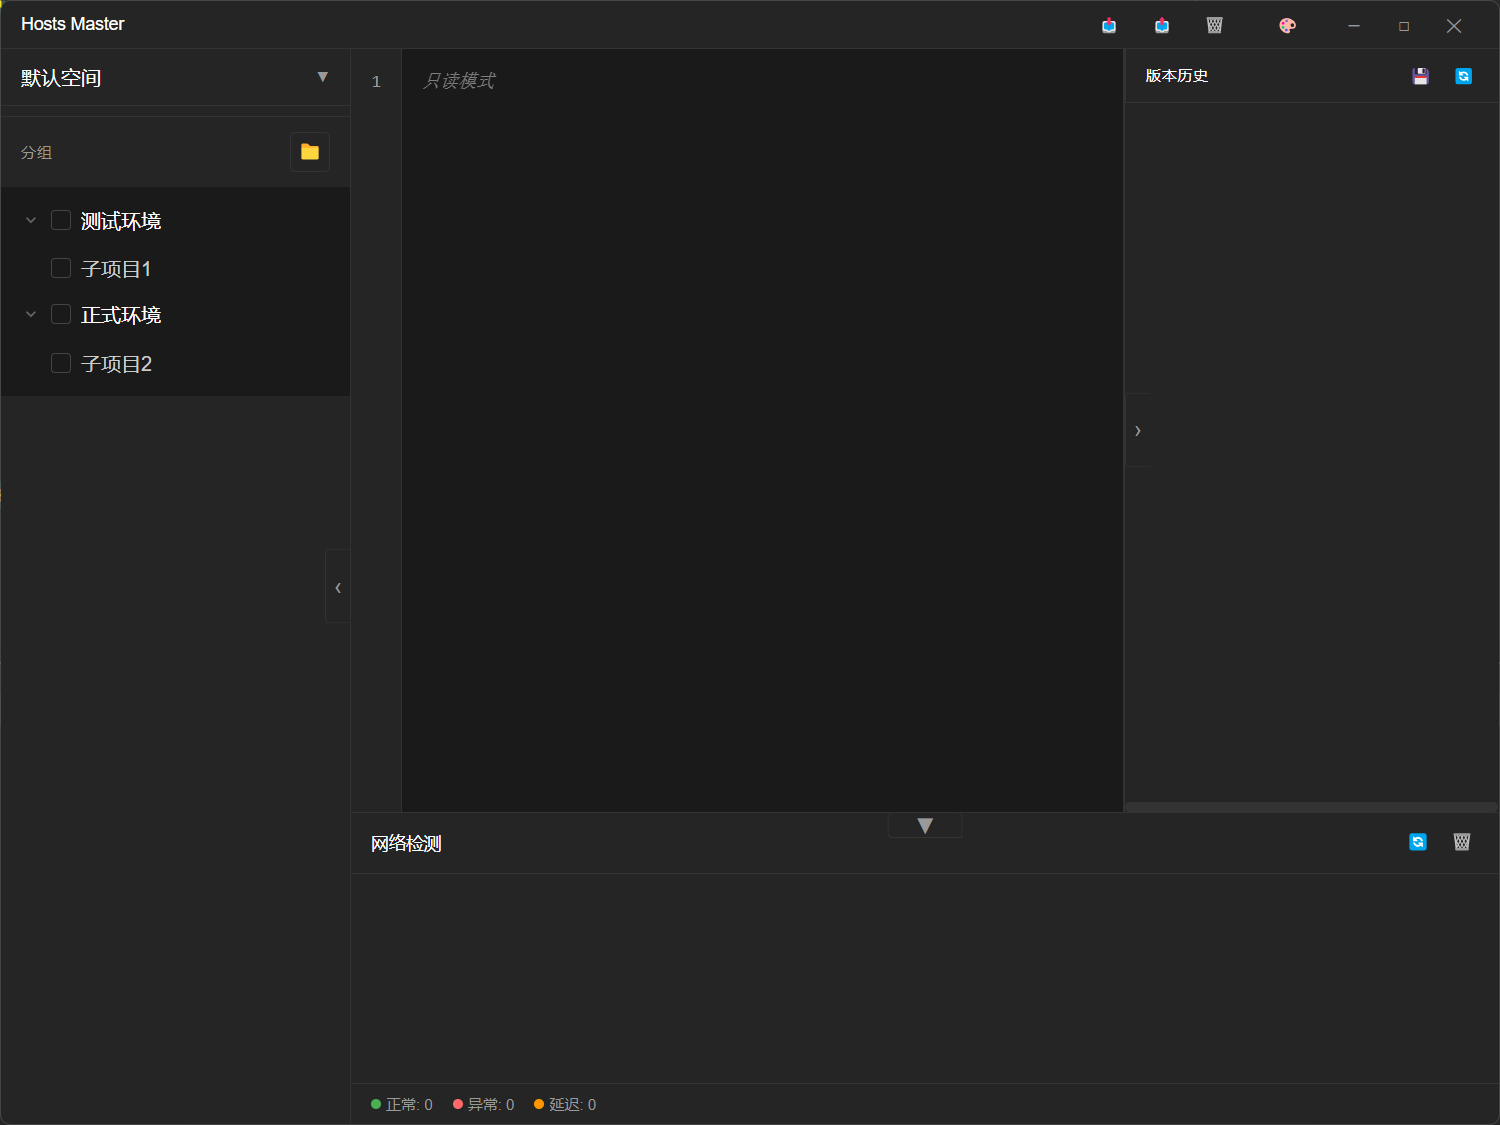 Hosts Master
默认空间
分组
测试环境
子项目1
正式环境
子项目2
1
只读模式
版本历史
网络检测
正常: 0
异常: 0
延迟: 0